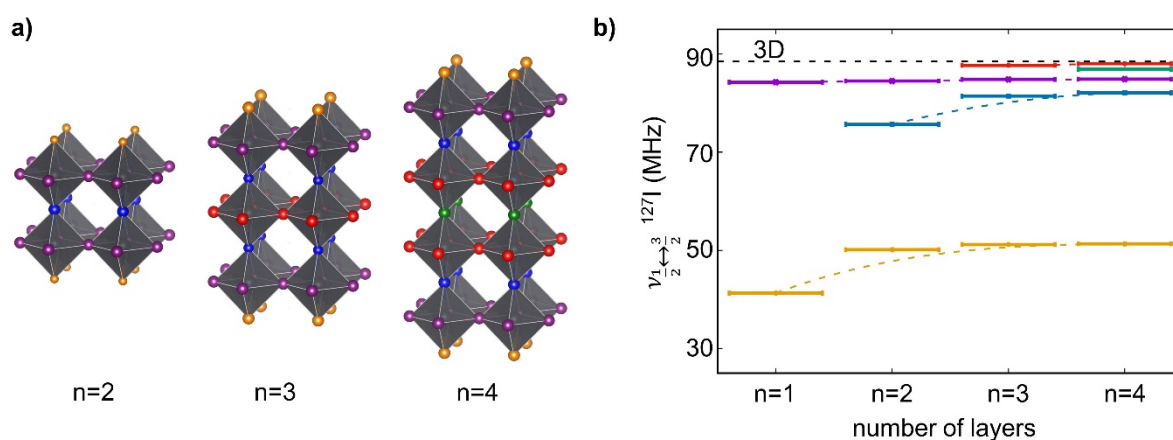 a)
n=2
n=3
n=4
b)
3D
90
70
50
30
ν 1/2↔3/2 ¹²⁷I (MHz)
n=1
n=2
n=3
n=4
number of layers